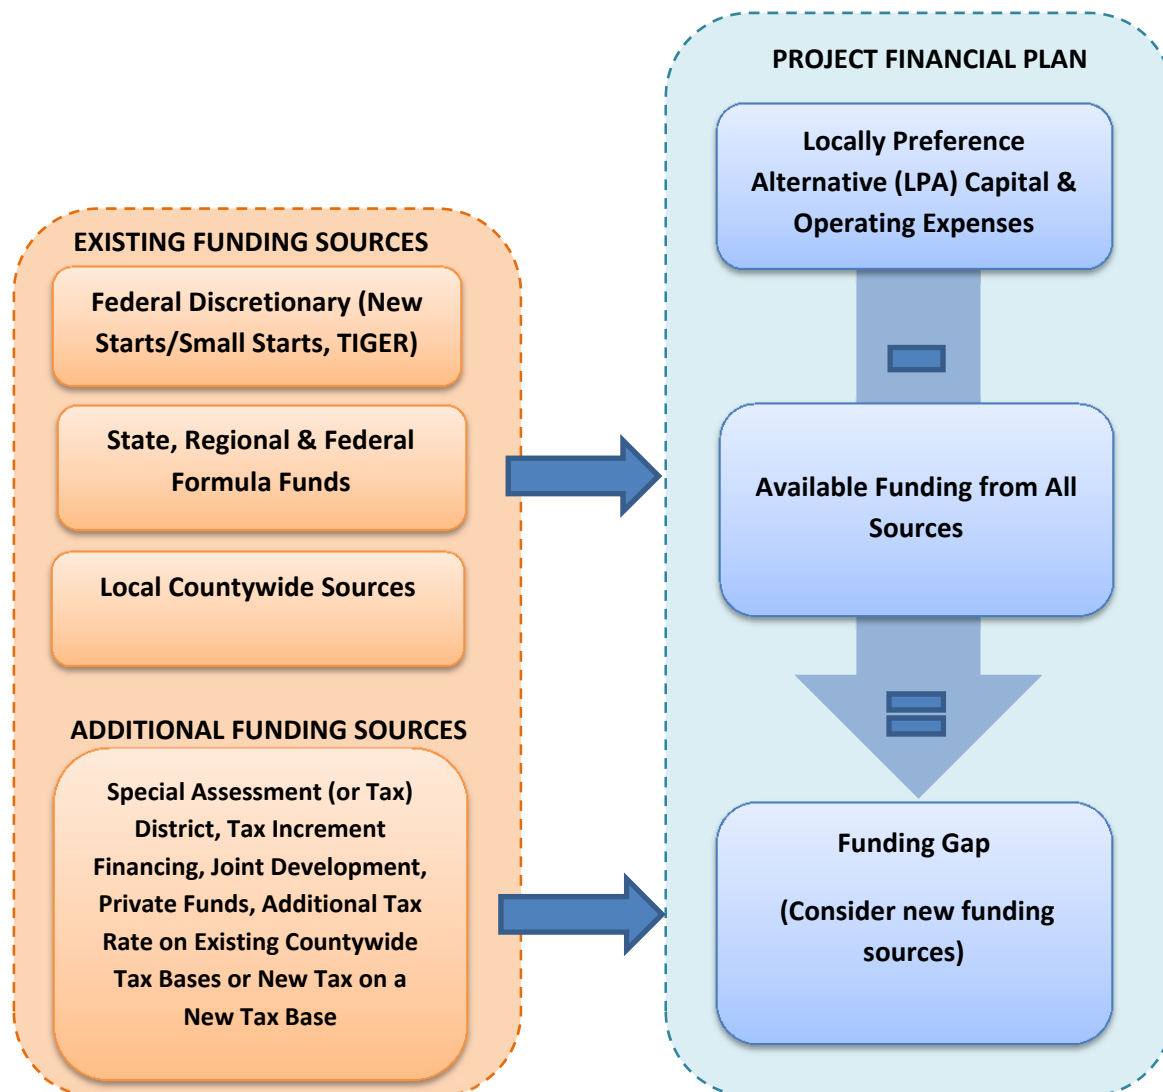 EXISTING FUNDING SOURCES
Federal Discretionary (New
Starts/Small Starts, TIGER)
State, Regional & Federal
Formula Funds
Local Countywide Sources
ADDITIONAL FUNDING SOURCES
Special Assessment (or Tax)
District, Tax Increment
Financing, Joint Development,
Private Funds, Additional Tax
Rate on Existing Countywide
Tax Bases or New Tax on a
New Tax Base
PROJECT FINANCIAL PLAN
Locally Preference
Alternative (LPA) Capital &
Operating Expenses
Available Funding from All
Sources
Funding Gap
(Consider new funding
sources)